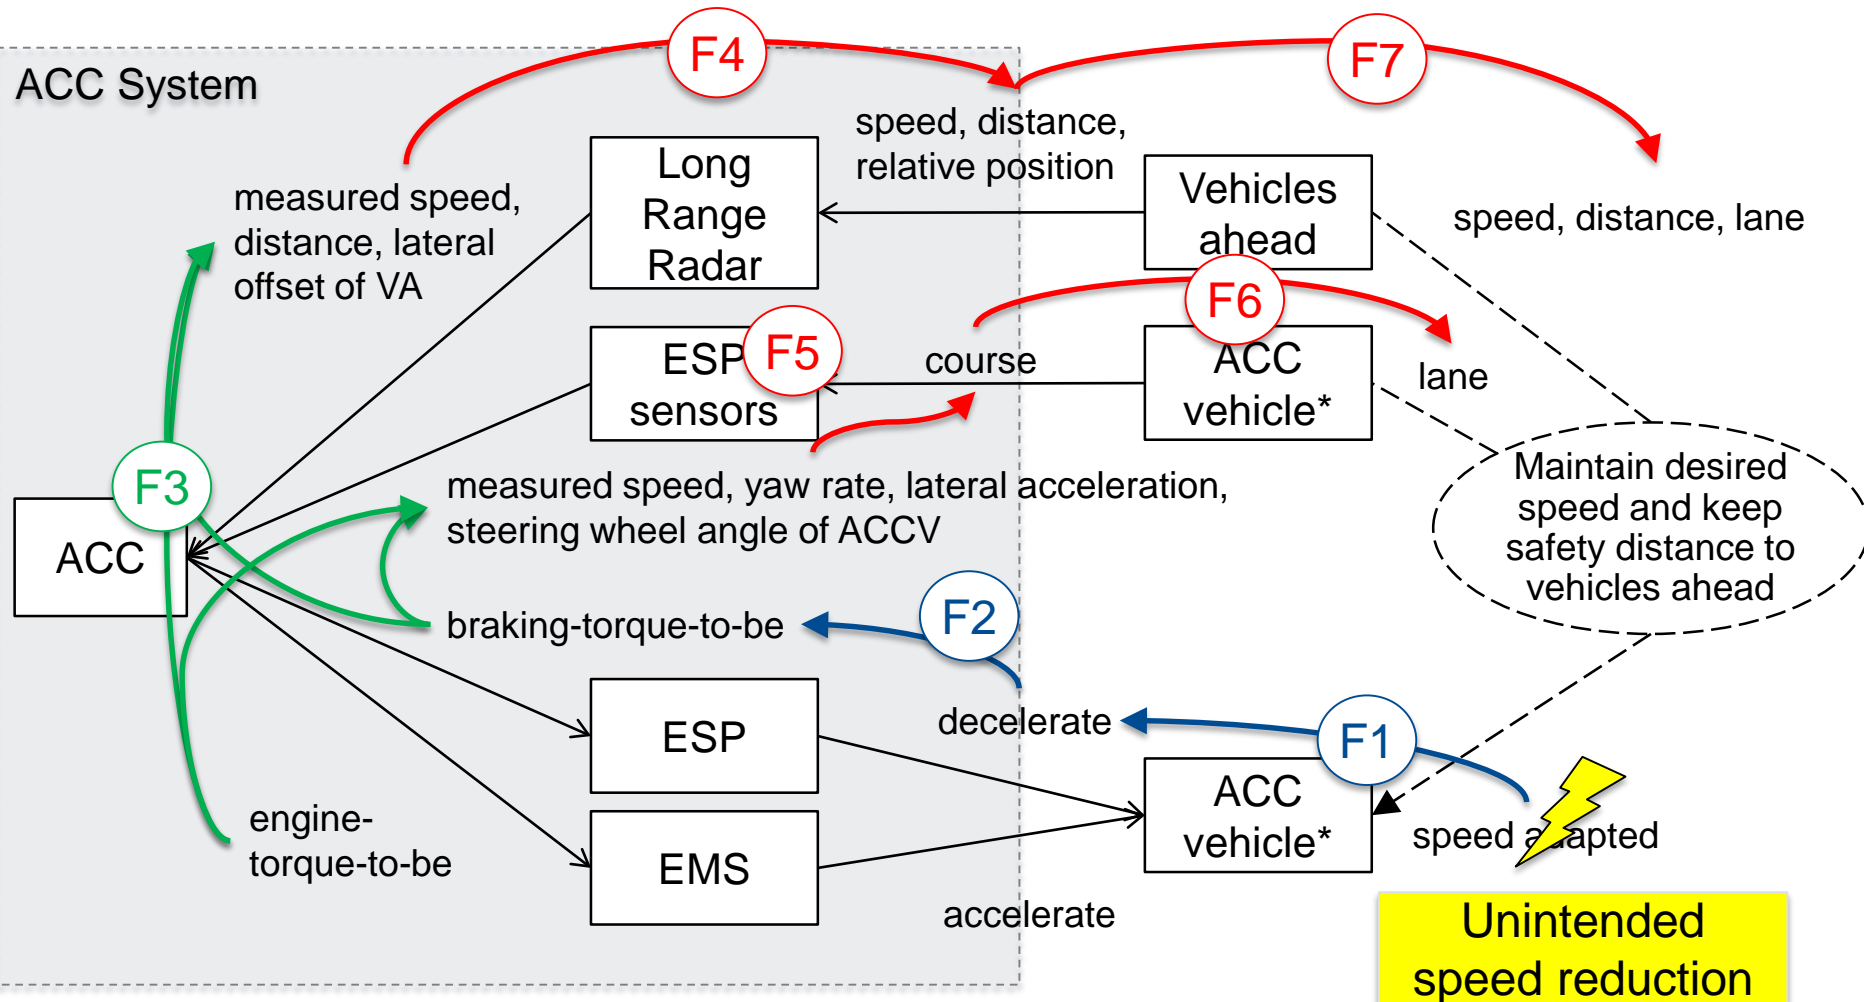 F4
F7
ACC System
speed, distance,
relative position
Long
Range
Radar
Vehicles
ahead
measured speed,
distance, lateral
offset of VA
speed, distance, lane
F6
F5
ESP
sensors
course
ACC
vehicle*
lane
F3
measured speed, yaw rate, lateral acceleration,
steering wheel angle of ACCV
Maintain desired
speed and keep
safety distance to
vehicles ahead
ACC
braking-torque-to-be
F2
decelerate
F1
ESP
ACC
vehicle*
speed adapted
engine-
torque-to-be
EMS
accelerate
Unintended
speed reduction